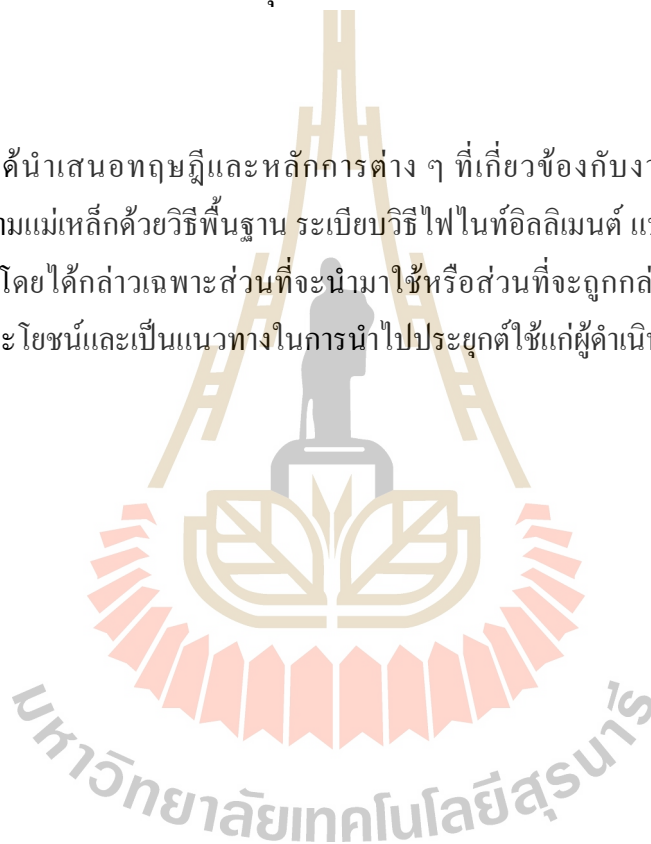 ด้นำเสนอทฤษฎีและหลักการต่าง ๆ ที่เกี่ยวข้องกับงา
ามแม่เหล็กด้วยวิธีพื้นฐาน ระเบียบวิธีไฟไนท์อิลลิเมนต์
โดยได้กล่าวเฉพาะส่วนที่จะนำมาใช้หรือส่วนที่จะถูกกล่
ะโยชน์และเป็นแนวทางในการนำไปประยุกต์ใช้แก่ผู้ดำเนิ
มหาวิทยาลัยเทคโนโลยีสุรนารี